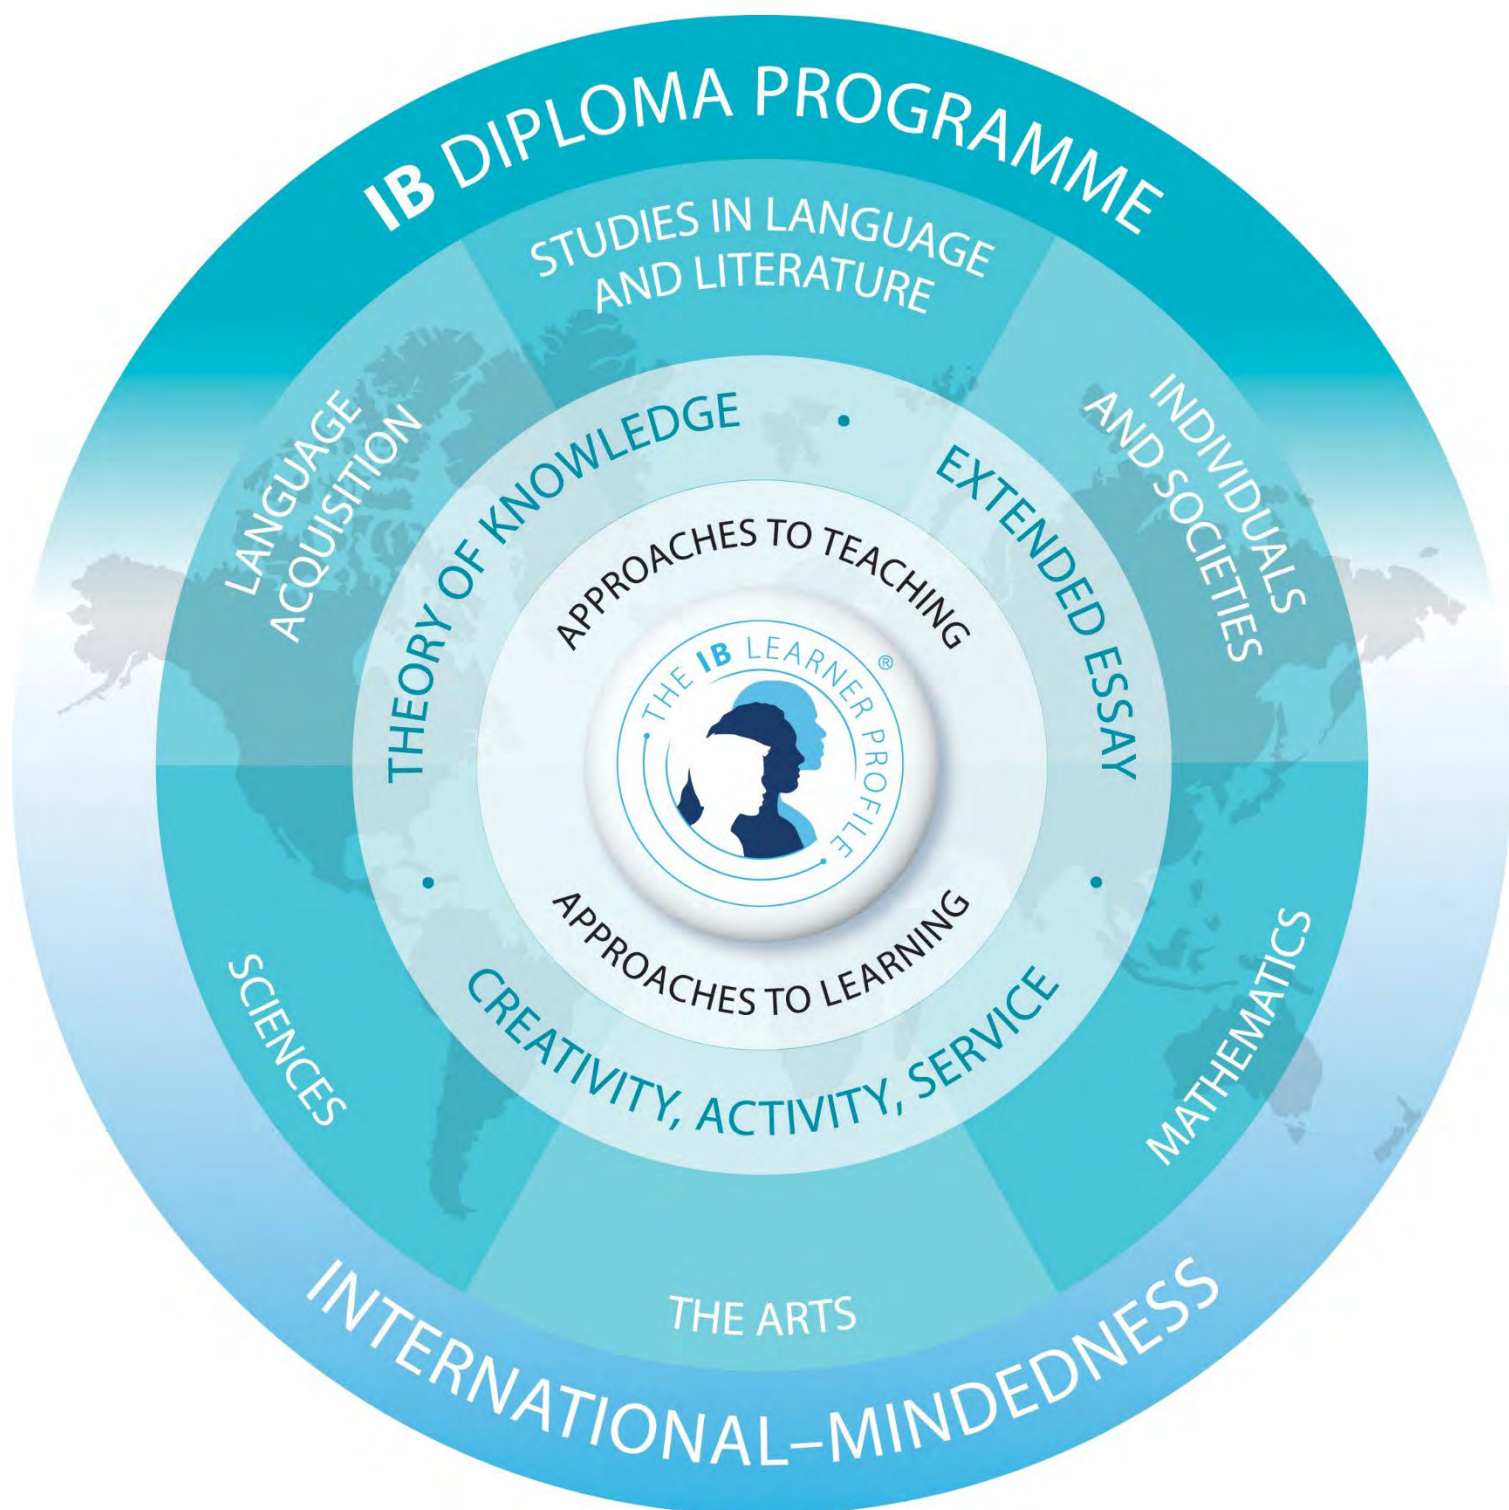 IB DIPLOMA PROGRAMME
STUDIES IN LANGUAGE
AND LITERATURE
LANGUAGE
ACQUISITION
INDIVIDUALS
AND SOCIETIES
THEORY OF KNOWLEDGE
•
EXTENDED ESSAY
APPROACHES TO TEACHING
THE IB LEARNER PROFILE
®
APPROACHES TO LEARNING
•
CREATIVITY, ACTIVITY, SERVICE
•
SCIENCES
MATHEMATICS
THE ARTS
INTERNATIONAL–MINDEDNESS